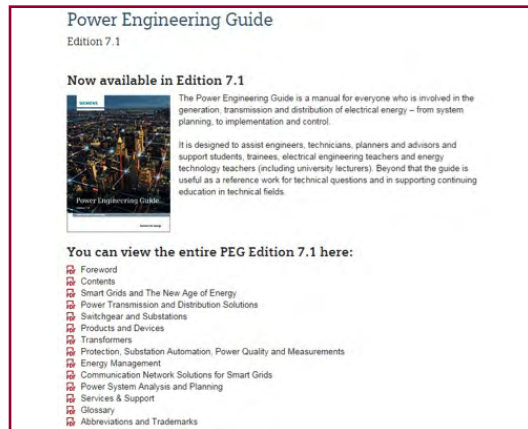 Power Engineering Guide
Edition 7.1
Now available in Edition 7.1
SIEMENS
The Power Engineering Guide is a manual for everyone who is involved in the
generation, transmission and distribution of electrical energy – from system
planning, to implementation and control.
It is designed to assist engineers, technicians, planners and advisors and
support students, trainees, electrical engineering teachers and energy
technology teachers (including university lecturers). Beyond that the guide is
useful as a reference work for technical questions and in supporting continuing
education in technical fields.
Power Engineering Guide
You can view the entire PEG Edition 7.1 here:
Foreword
Contents
Smart Grids and The New Age of Energy
Power Transmission and Distribution Solutions
Switchgear and Substations
Products and Devices
Transformers
Protection, Substation Automation, Power Quality and Measurements
Energy Management
Communication Network Solutions for Smart Grids
Power System Analysis and Planning
Services & Support
Glossary
Abbreviations and Trademarks